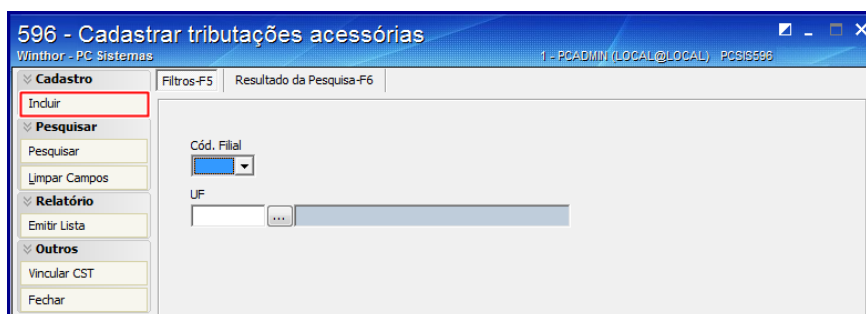 596 - Cadastrar tributações acessórias
Winthor - PC Sistemas
1 - PCADMIN (LOCAL@LOCAL) PCSIS596
Cadastro
Incluir
Pesquisar
Pesquisar
Limpar Campos
Relatório
Emitir Lista
Outros
Vincular CST
Fechar
Filtros-F5 Resultado da Pesquisa-F6
Cód. Filial
UF
...